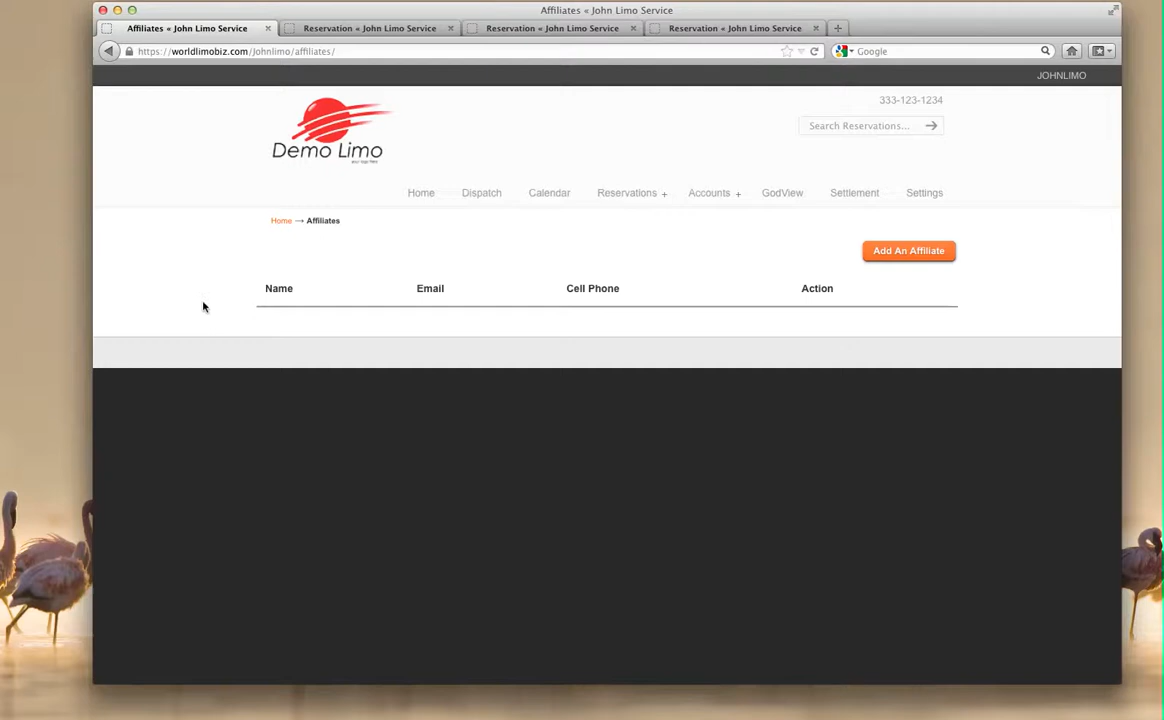 Affiliates « John Limo Service
Affiliates « John Limo Service
Reservation « John Limo Service
Reservation « John Limo Service
Reservation « John Limo Service
https://worldlimobiz.com/Johnlimo/affiliates/
Google
JOHNLIMO
333-123-1234
Search Reservations...
Demo Limo
Home
Dispatch
Calendar
Reservations +
Accounts +
GodView
Settlement
Settings
Home → Affiliates
Add An Affiliate
Name
Email
Cell Phone
Action